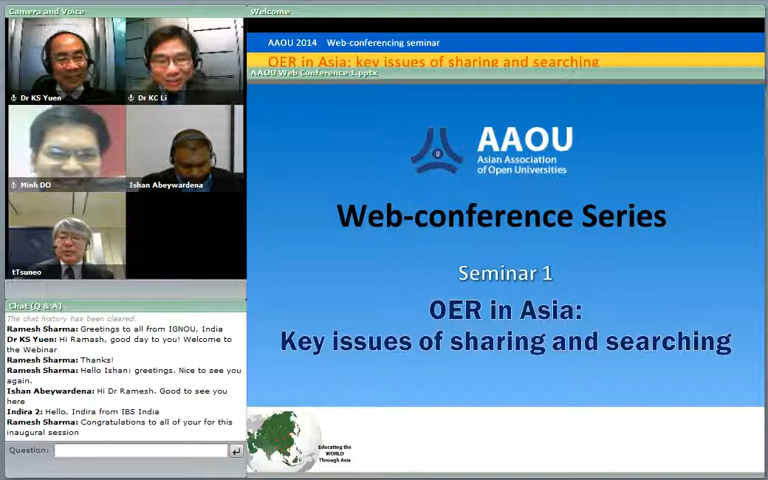 Camera and Voice
Dr KS Yuen
Dr KC Li
Minh DO
Ishan Abeywardena
tTsuneo
Chat (Q & A)
The chat history has been cleared.
Ramesh Sharma: Greetings to all from IGNOU, India
Dr KS Yuen: Hi Ramash, good day to you! Welcome to
the Webinar
Ramesh Sharma: Thanks!
Ramesh Sharma: Hello Ishan: greetings. Nice to see you
again.
Ishan Abeywardena: Hi Dr Ramesh. Good to see you
here
Indira 2: Hello, Indira from IBS India
Ramesh Sharma: Congratulations to all of your for this
inaugural session
Question:
Welcome
AAOU 2014 Web-conferencing seminar
OER in Asia: key issues of sharing and searching
AAOU Web Conference 1.pptx
AAOU
Asian Association
of Open Universities
Web-conference Series
Seminar 1
OER in Asia:
Key issues of sharing and searching
Educating the
WORLD
Through Asia